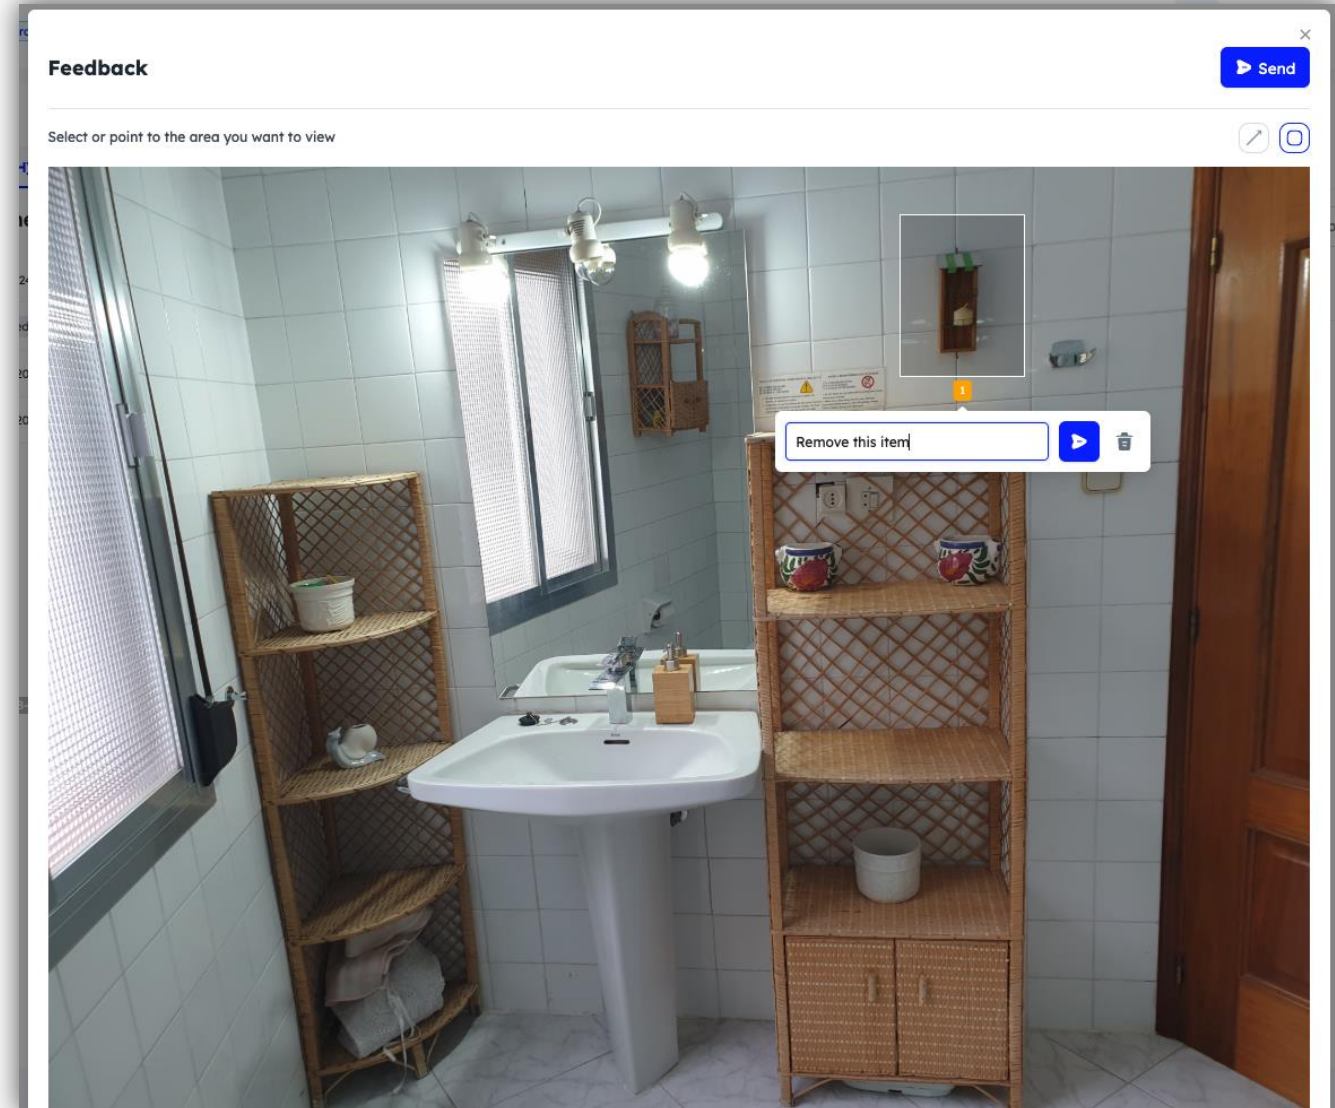 Feedback
Send
Select or point to the area you want to view
1
Remove this item